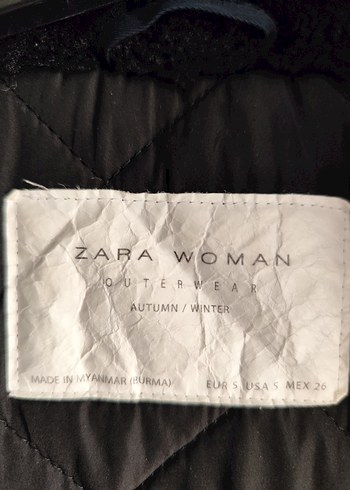 ZARA WOMAN
OUTERWEAR
AUTUMN / WINTER
MADE IN MYANMAR (BURMA) EUR S USA S MEX 26